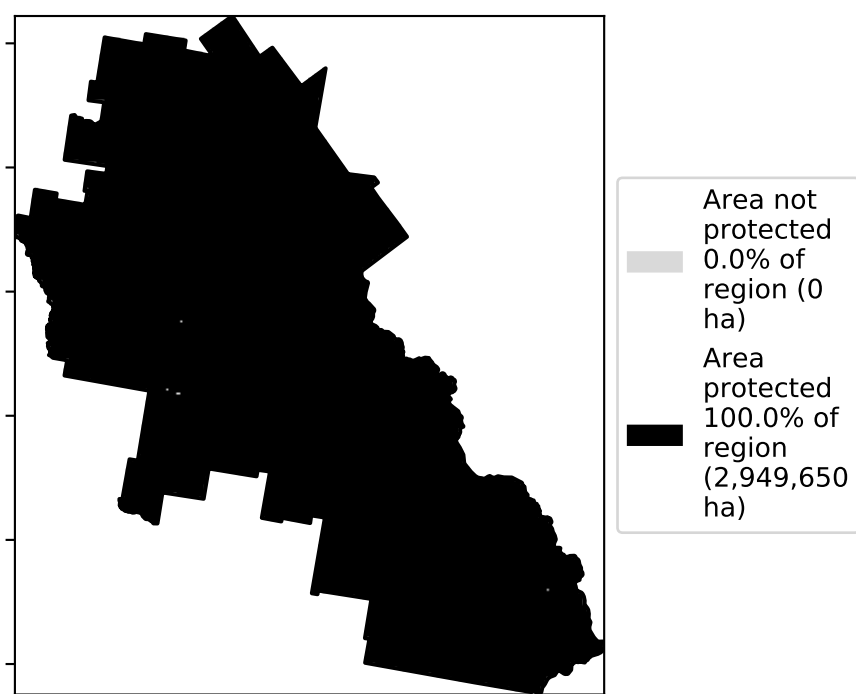 Area not
protected
0.0% of
region (0
ha)
Area
protected
100.0% of
region
(2,949,650
ha)